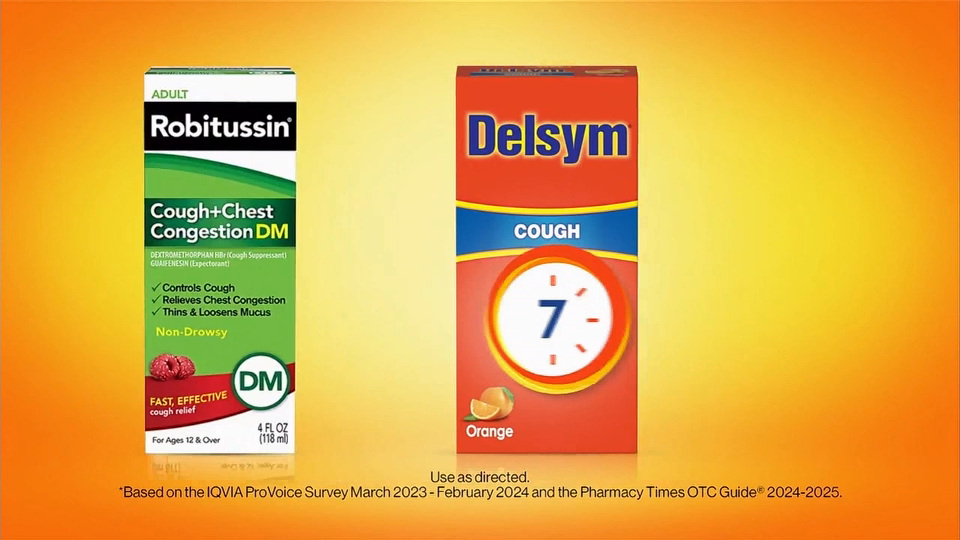 ADULT
Robitussin®
Cough+Chest
Congestion DM
DEXTROMETHORPHAN HBr (Cough Suppressant)
GUAIFENESIN (Expectorant)
✓ Controls Cough
✓ Relieves Chest Congestion
✓ Thins & Loosens Mucus
Non-Drowsy
DM
FAST, EFFECTIVE
cough relief
4 FL OZ
(118 ml)
For Ages 12 & Over
Delsym®
COUGH
7
Orange
Use as directed.
*Based on the IQVIA ProVoice Survey March 2023 - February 2024 and the Pharmacy Times OTC Guide® 2024-2025.